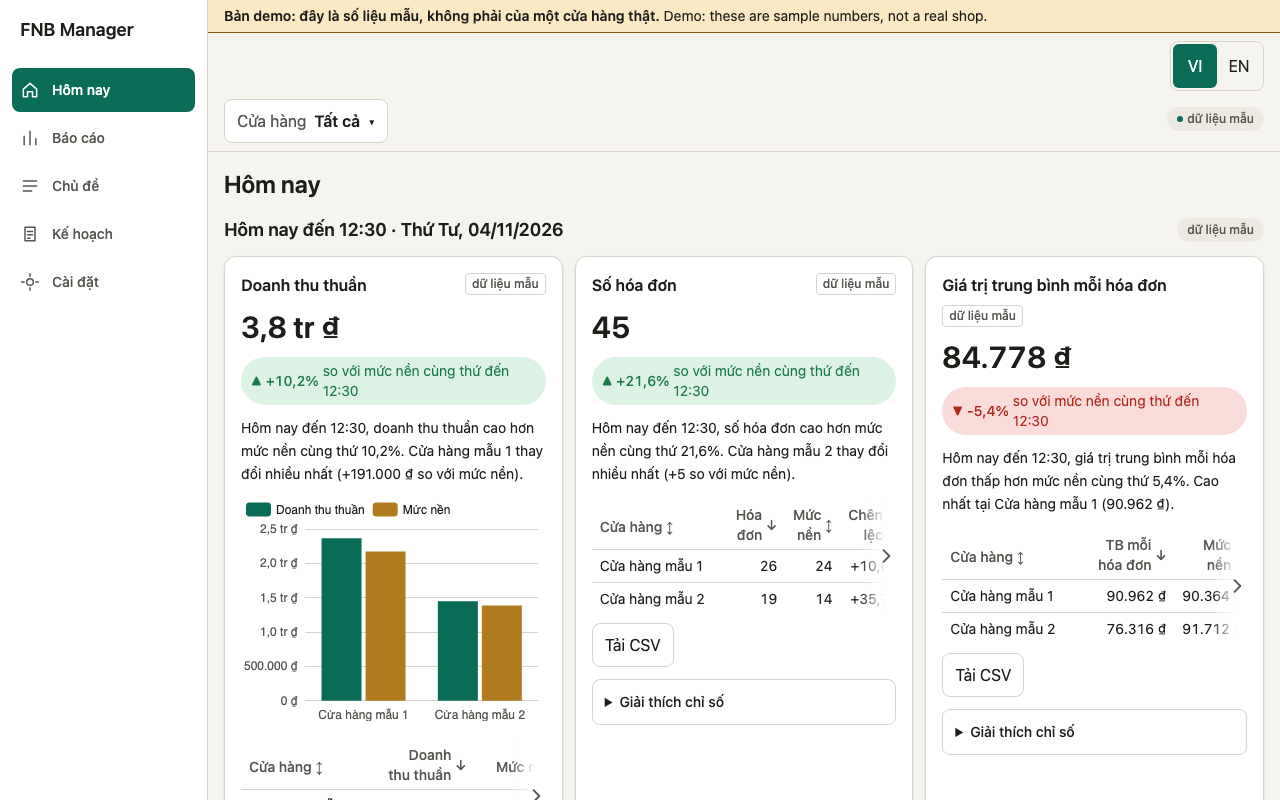 FNB Manager
Hôm nay
Báo cáo
Chủ đề
Kế hoạch
Cài đặt
Bản demo: đây là số liệu mẫu, không phải của một cửa hàng thật. Demo: these are sample numbers, not a real shop.
VI EN
Cửa hàng Tất cả
dữ liệu mẫu
Hôm nay
Hôm nay đến 12:30 · Thứ Tư, 04/11/2026
dữ liệu mẫu
Doanh thu thuần
dữ liệu mẫu
3,8 tr ₫
▲ +10,2% so với mức nền cùng thứ đến
12:30
Hôm nay đến 12:30, doanh thu thuần cao hơn
mức nền cùng thứ 10,2%. Cửa hàng mẫu 1 thay
đổi nhiều nhất (+191.000 ₫ so với mức nền).
Doanh thu thuần Mức nền
2,5 tr ₫
2,0 tr ₫
1,5 tr ₫
1,0 tr ₫
500.000 ₫
0 ₫
Cửa hàng mẫu 1 Cửa hàng mẫu 2
Cửa hàng Doanh
thu thuần Mức
Số hóa đơn
dữ liệu mẫu
45
▲ +21,6% so với mức nền cùng thứ đến
12:30
Hôm nay đến 12:30, số hóa đơn cao hơn mức
nền cùng thứ 21,6%. Cửa hàng mẫu 2 thay đổi
nhiều nhất (+5 so với mức nền).
Cửa hàng Hóa
đơn Mức
nền Chên
lệc
Cửa hàng mẫu 1 26 24 +10,
Cửa hàng mẫu 2 19 14 +35,
Tải CSV
Giải thích chỉ số
Giá trị trung bình mỗi hóa đơn
dữ liệu mẫu
84.778 ₫
▼ -5,4% so với mức nền cùng thứ đến
12:30
Hôm nay đến 12:30, giá trị trung bình mỗi hóa
đơn thấp hơn mức nền cùng thứ 5,4%. Cao
nhất tại Cửa hàng mẫu 1 (90.962 ₫).
Cửa hàng TB mỗi
hóa đơn Mức
nền
Cửa hàng mẫu 1 90.962 ₫ 90.364
Cửa hàng mẫu 2 76.316 ₫ 91.712
Tải CSV
Giải thích chỉ số